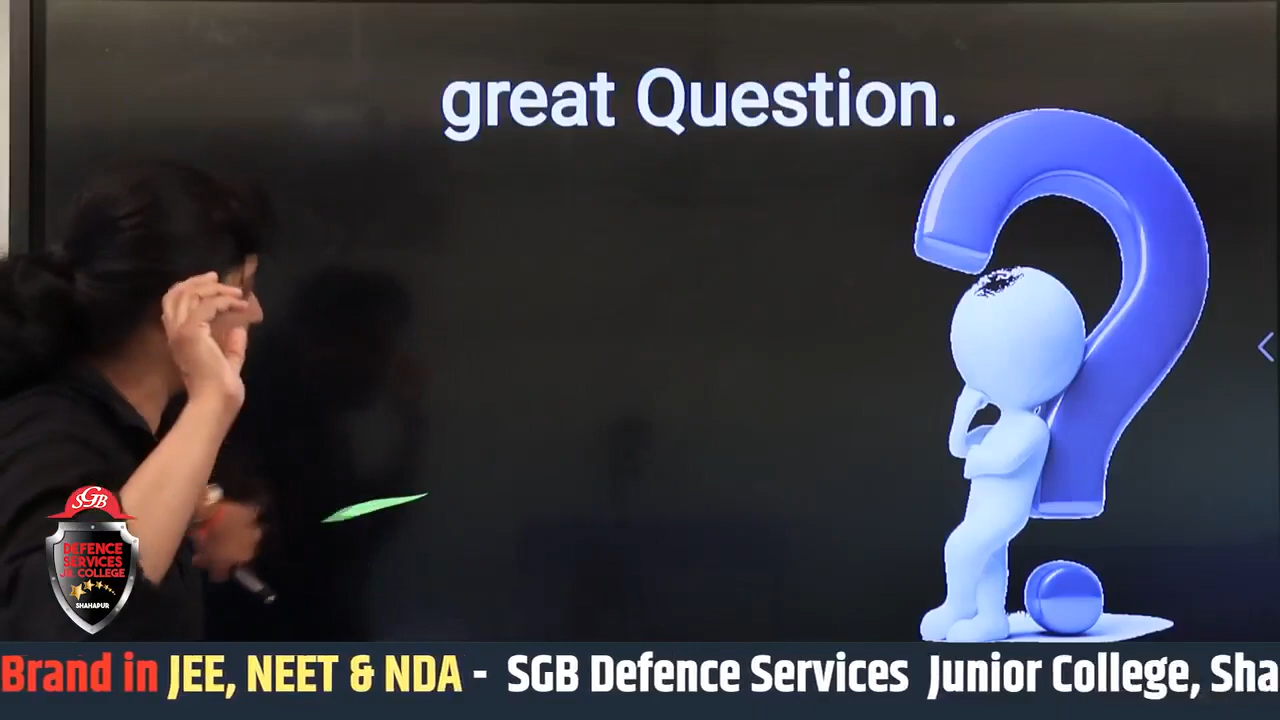 great Question.
SGB
DEFENCE
SERVICES
JR. COLLEGE
SHAHAPUR
Brand in JEE, NEET & NDA - SGB Defence Services Junior College, Sha